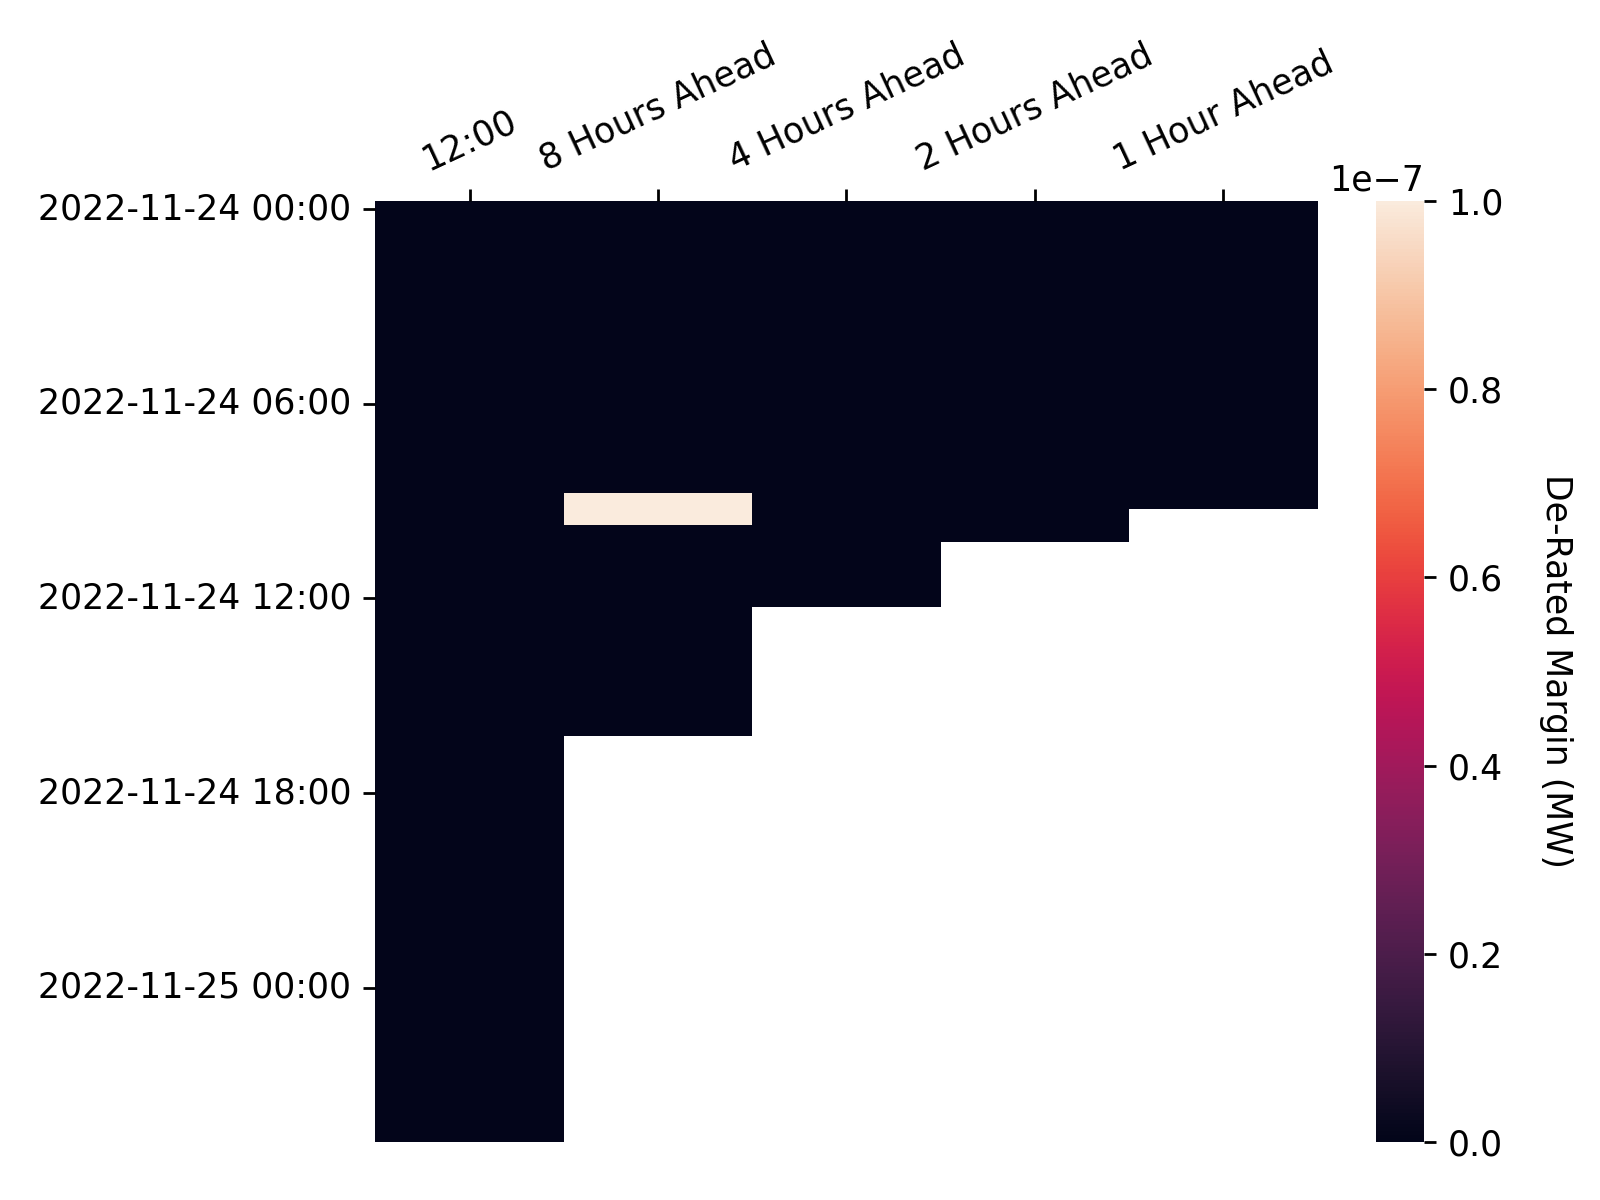 12:00
8 Hours Ahead
4 Hours Ahead
2 Hours Ahead
1 Hour Ahead
2022-11-24 00:00
2022-11-24 06:00
2022-11-24 12:00
2022-11-24 18:00
2022-11-25 00:00
1e−7
1.0
0.8
0.6
0.4
0.2
0.0
De-Rated Margin (MW)